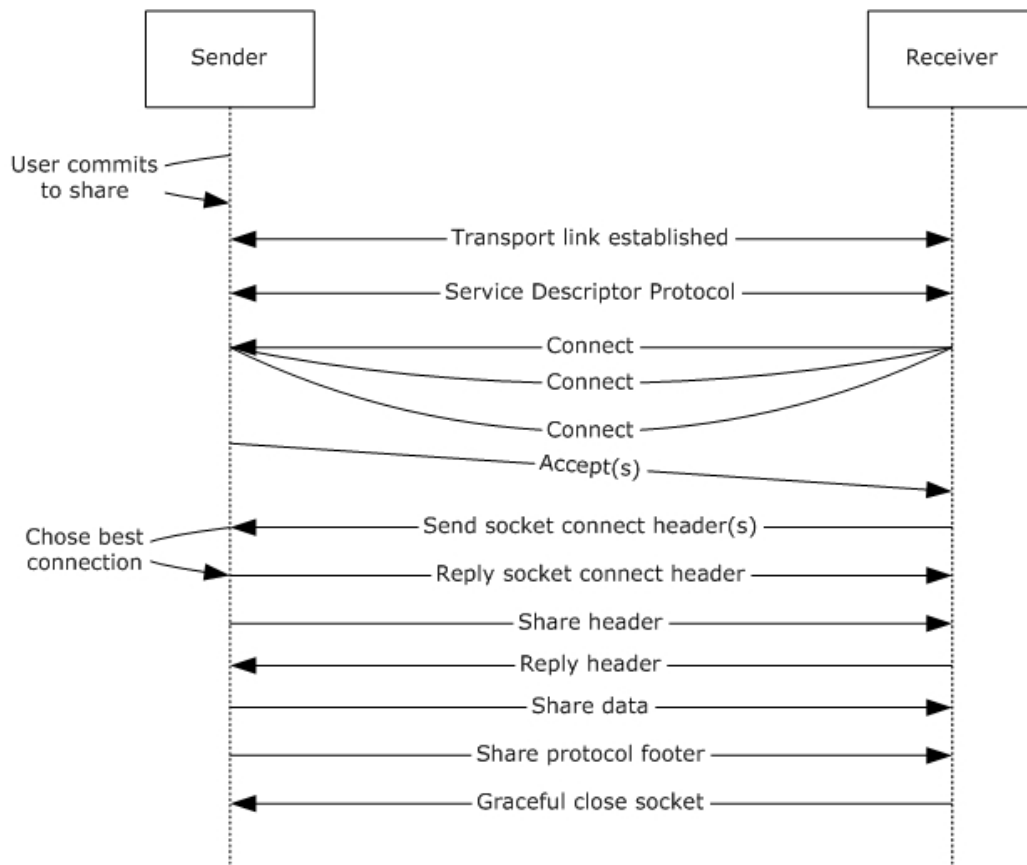 Sender
Receiver
User commits
to share
Transport link established
Service Descriptor Protocol
Connect
Connect
Connect
Accept(s)
Send socket connect header(s)
Chose best
connection
Reply socket connect header
Share header
Reply header
Share data
Share protocol footer
Graceful close socket